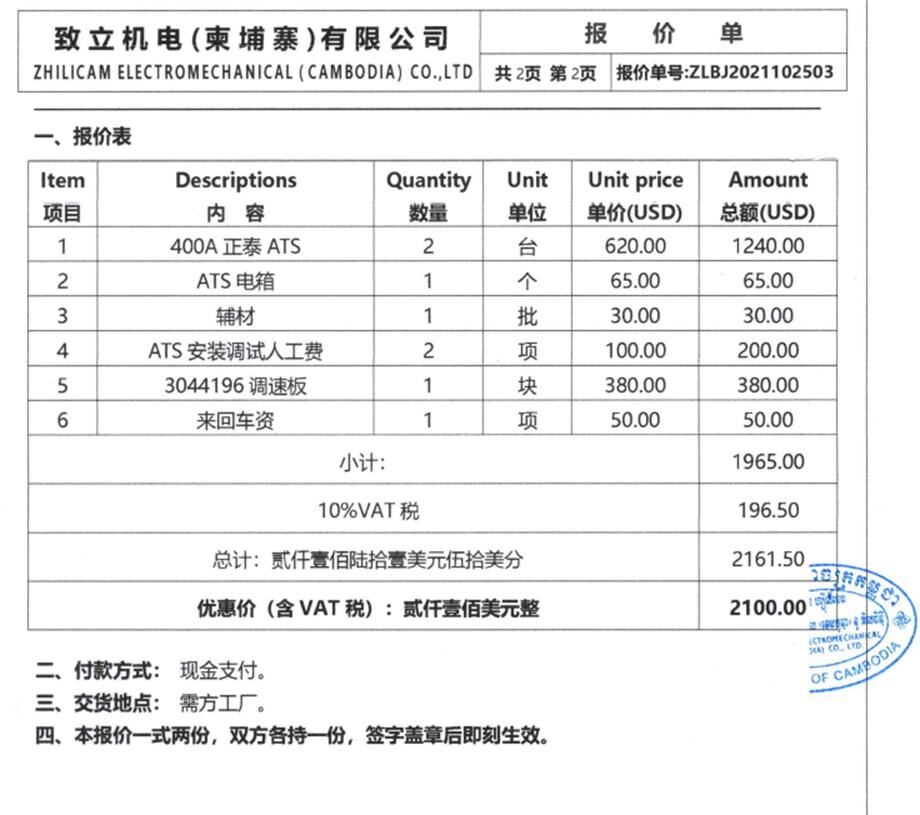 致立机电(柬埔寨)有限公司
ZHILICAM ELECTROMECHANICAL (CAMBODIA) CO.,LTD
报 价 单
共2页 第2页 报价单号:ZLBJ2021102503
一、报价表
Item Descriptions Quantity Unit Unit price Amount
项目 内 容 数量 单位 单价(USD) 总额(USD)
1 400A 正泰 ATS 2 台 620.00 1240.00
2 ATS 电箱 1 个 65.00 65.00
3 辅材 1 批 30.00 30.00
4 ATS 安装调试人工费 2 项 100.00 200.00
5 3044196 调速板 1 块 380.00 380.00
6 来回车资 1 项 50.00 50.00
小计: 1965.00
10%VAT 税 196.50
总计：贰仟壹佰陆拾壹美元伍拾美分 2161.50
优惠价（含 VAT 税）：贰仟壹佰美元整 2100.00
ECTROMECHANICAL
DIA) CO., LTD.
OF CAMBODIA
二、付款方式： 现金支付。
三、交货地点： 需方工厂。
四、本报价一式两份，双方各持一份，签字盖章后即刻生效。